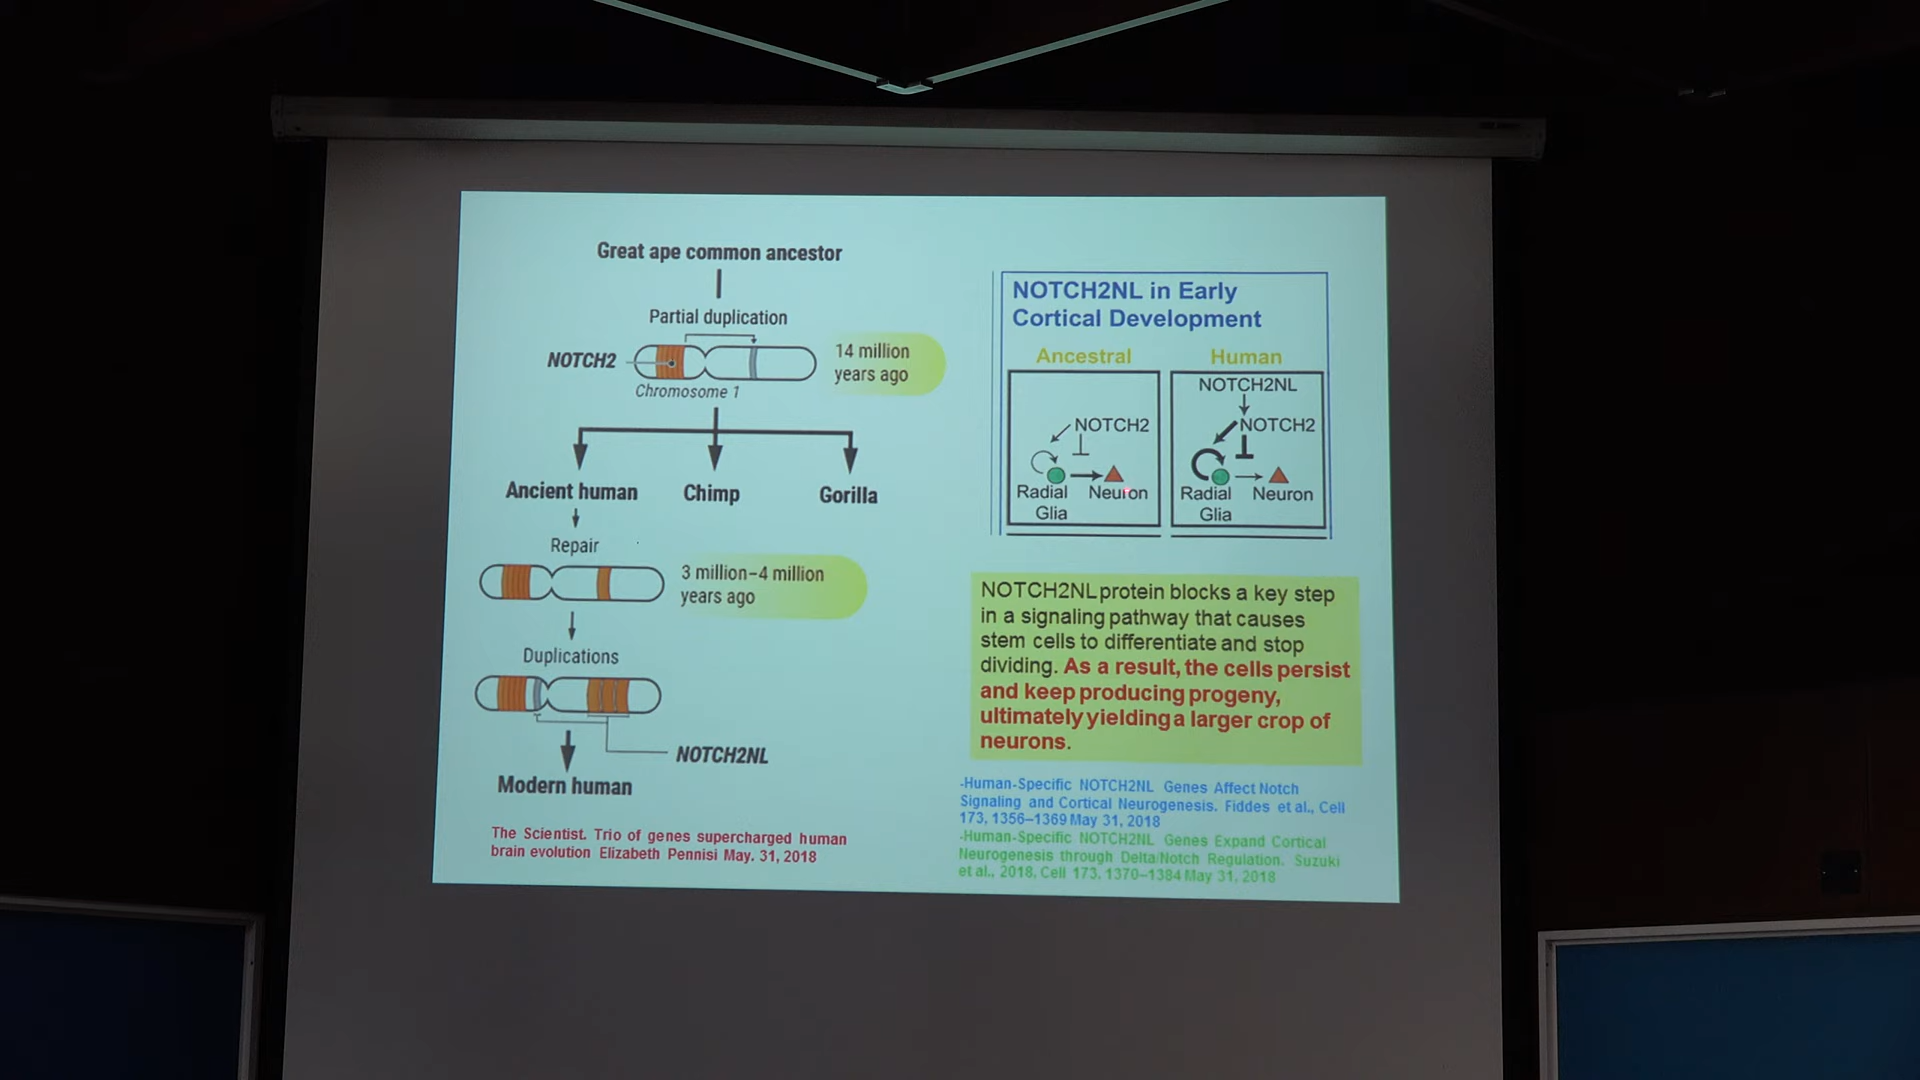 Great ape common ancestor
Partial duplication
NOTCH2
Chromosome 1
14 million
years ago
Ancient human
Chimp
Gorilla
Repair
3 million–4 million
years ago
Duplications
NOTCH2NL
Modern human
The Scientist. Trio of genes supercharged human
brain evolution Elizabeth Pennisi May. 31, 2018
NOTCH2NL in Early
Cortical Development
Ancestral
NOTCH2
Radial
Glia
Neuron
Human
NOTCH2NL
NOTCH2
Radial
Glia
Neuron
NOTCH2NL protein blocks a key step
in a signaling pathway that causes
stem cells to differentiate and stop
dividing. As a result, the cells persist
and keep producing progeny,
ultimately yielding a larger crop of
neurons.
-Human-Specific NOTCH2NL Genes Affect Notch
Signaling and Cortical Neurogenesis. Fiddes et al., Cell
173, 1356–1369 May 31, 2018
-Human-Specific NOTCH2NL Genes Expand Cortical
Neurogenesis through Delta/Notch Regulation. Suzuki
et al., 2018, Cell 173, 1370–1384 May 31, 2018